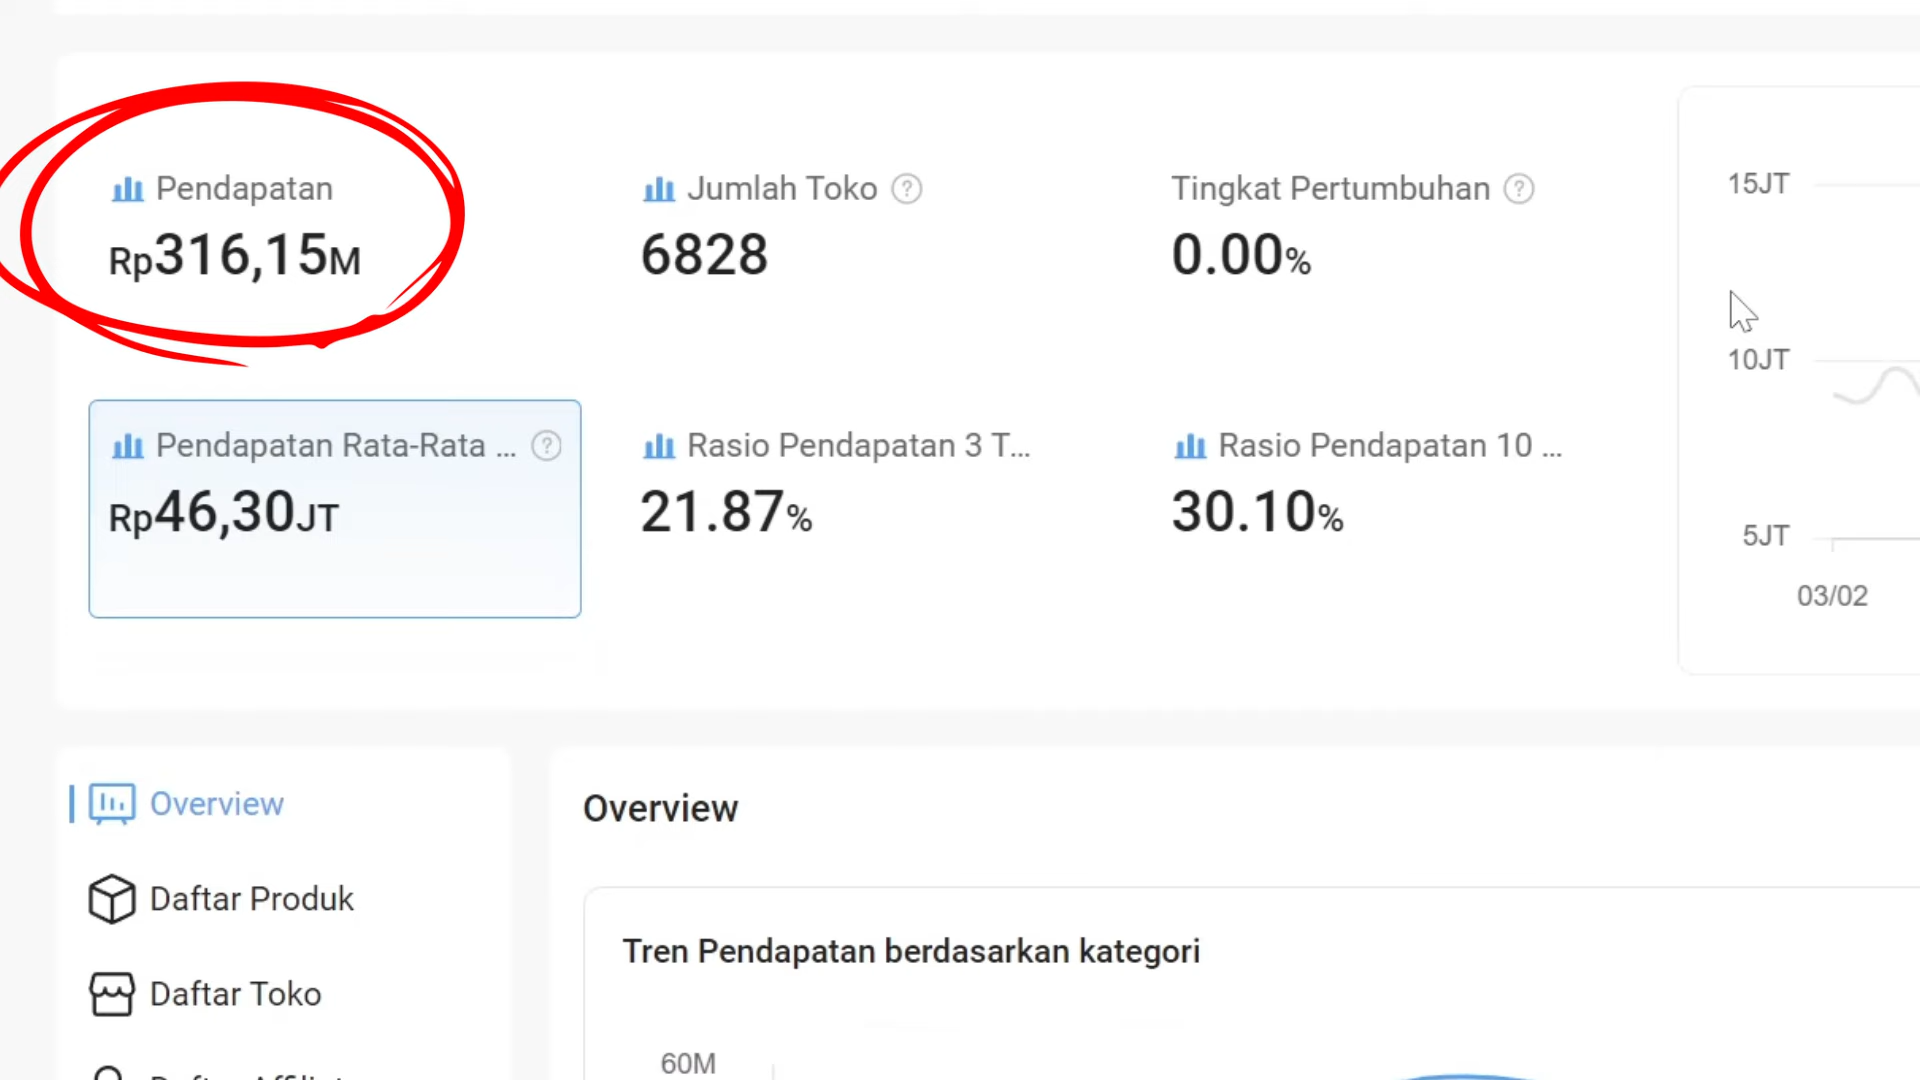 Pendapatan
Rp316,15M
Jumlah Toko
6828
Tingkat Pertumbuhan
0.00%
Pendapatan Rata-Rata ...
Rp46,30JT
Rasio Pendapatan 3 T...
21.87%
Rasio Pendapatan 10 ...
30.10%
15JT
10JT
5JT
03/02
Overview
Daftar Produk
Daftar Toko
Overview
Tren Pendapatan berdasarkan kategori
60M